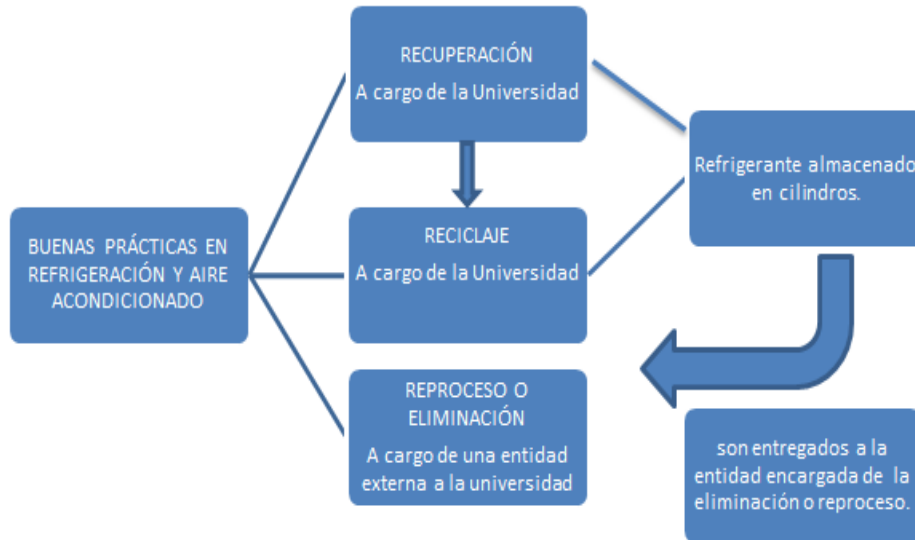 RECUPERACIÓN
A cargo de la Universidad
Refrigerante almacenado
en cilindros.
BUENAS PRÁCTICAS EN
REFRIGERACIÓN Y AIRE
ACONDICIONADO
RECICLAJE
A cargo de la Universidad
REPROCESO O
ELIMINACIÓN
A cargo de una entidad
externa a la universidad
son entregados a la
entidad encargada de la
eliminación o reproceso.